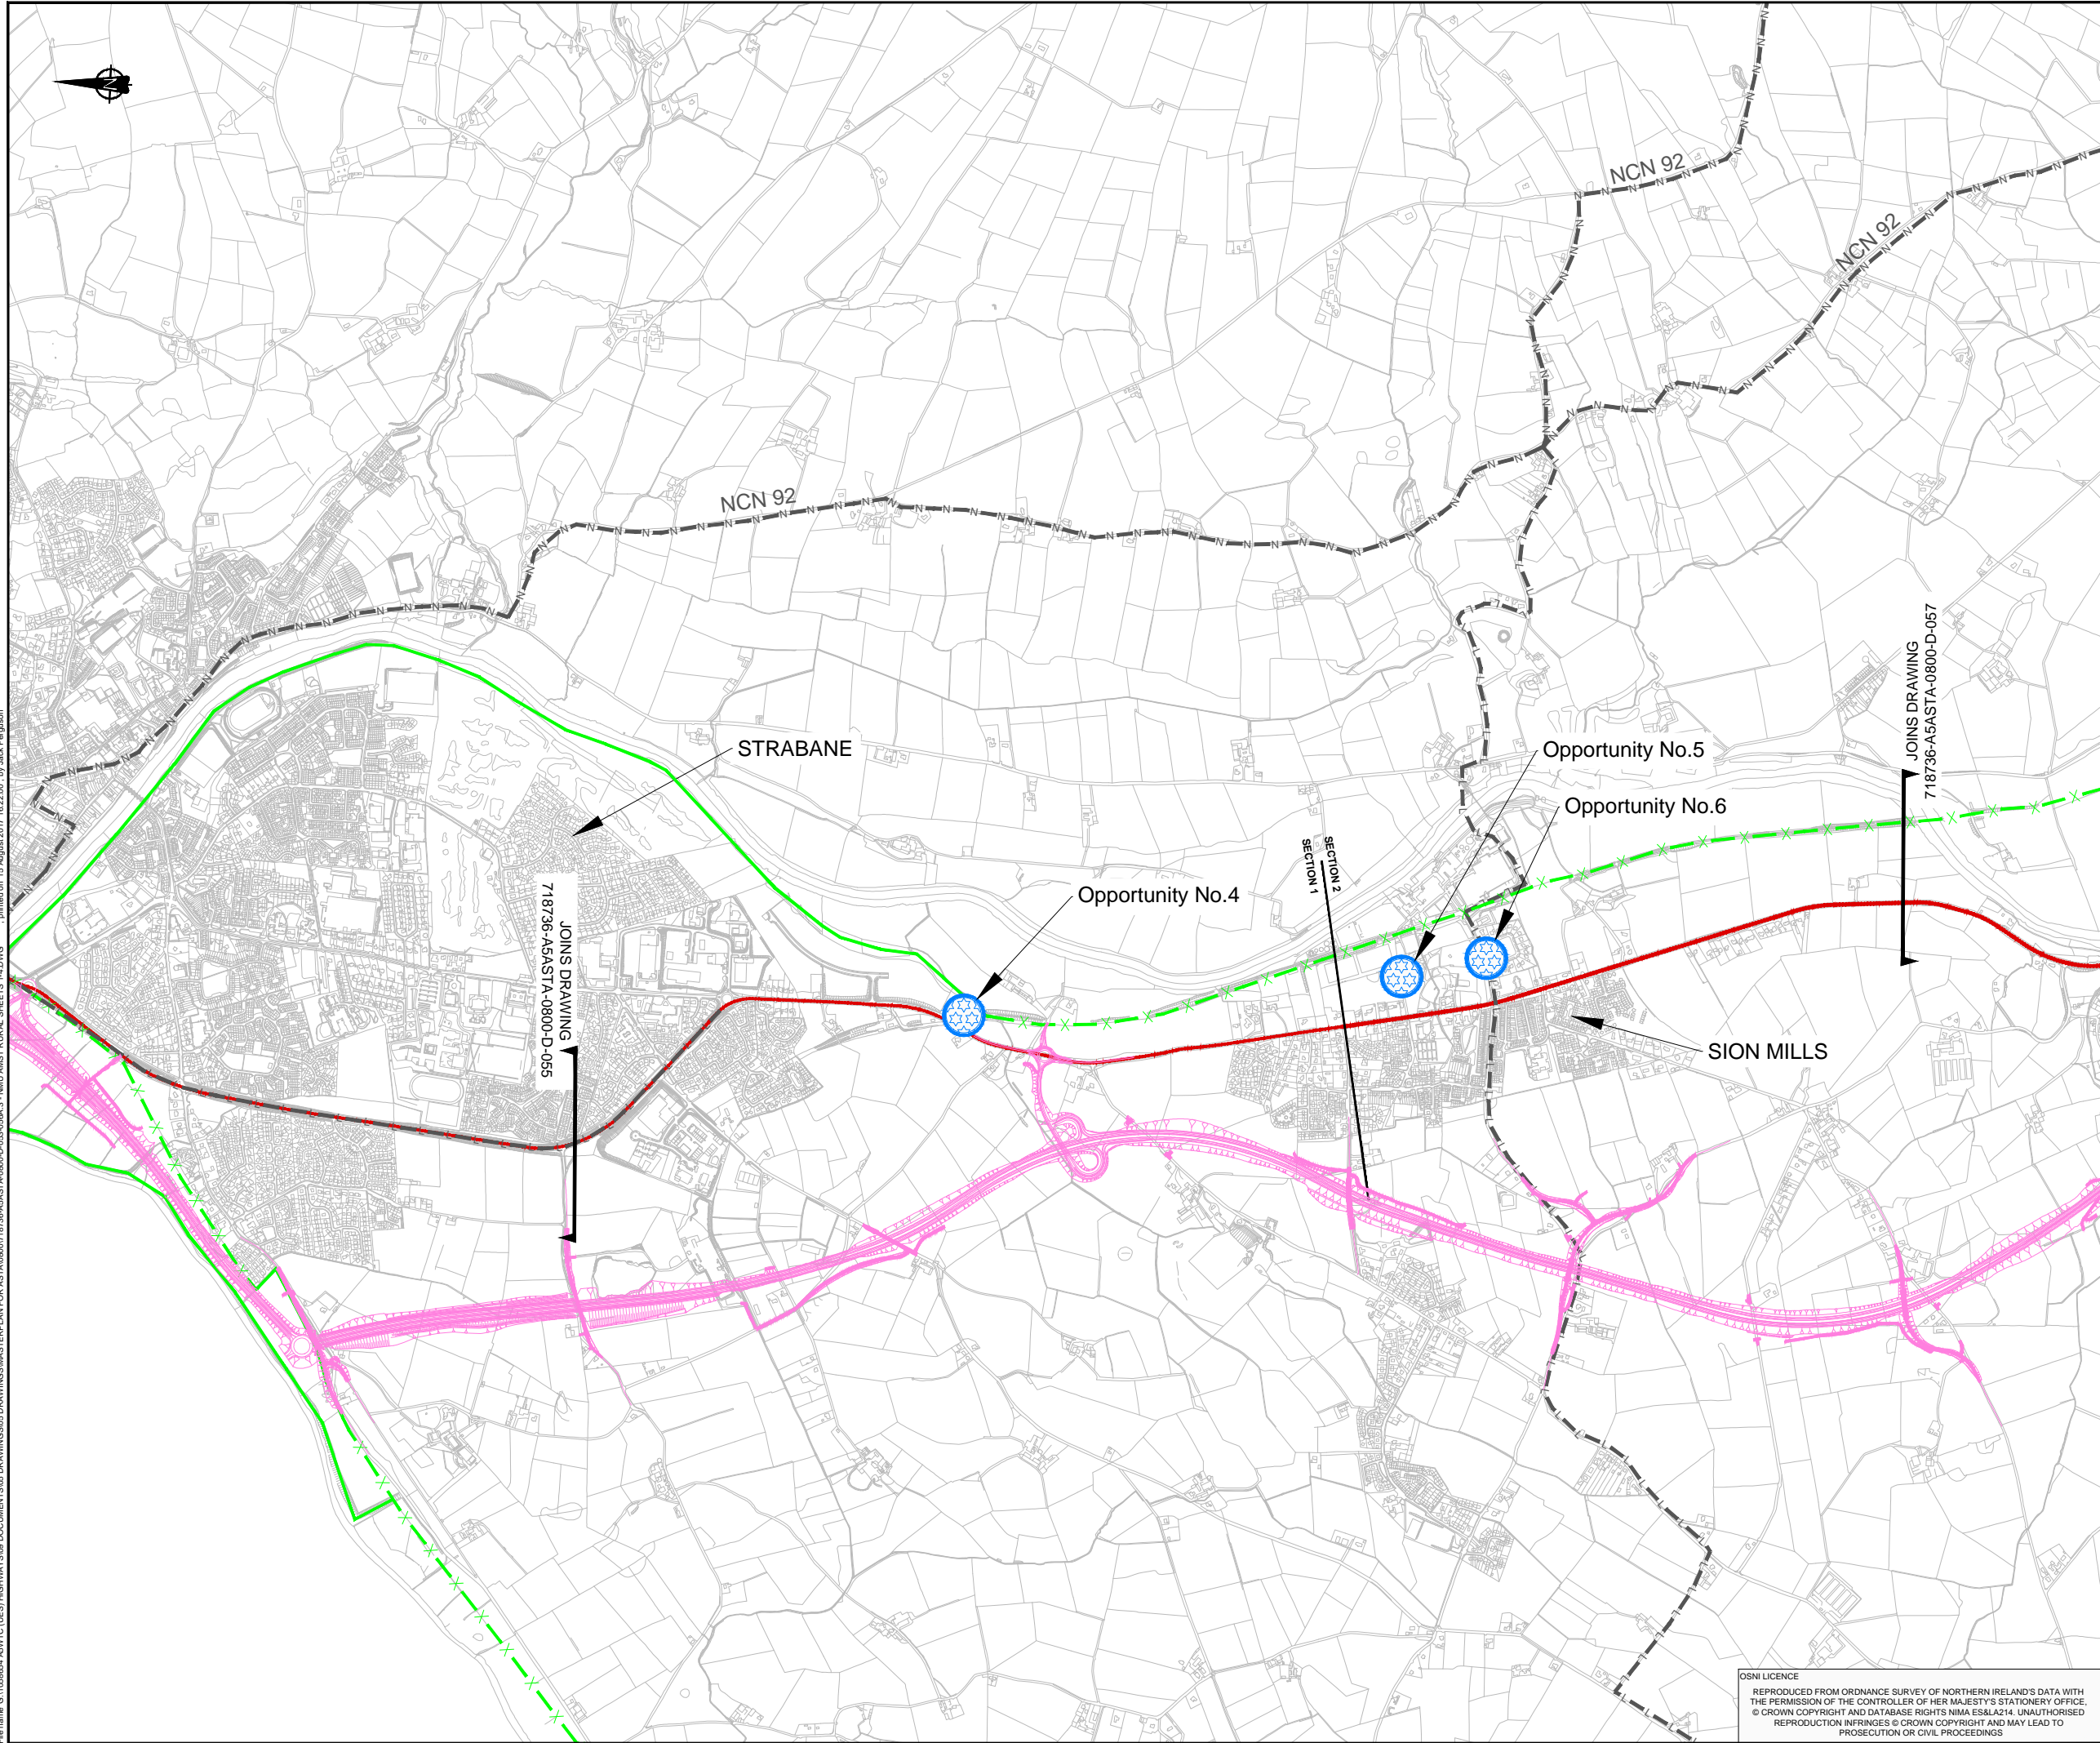 N
NCN 92
NCN 92
NCN 92
STRABANE
Opportunity No.5
Opportunity No.6
JOINS DRAWING
718736-A5ASTA-0800-D-057
SECTION 2
SECTION 1
Opportunity No.4
JOINS DRAWING
718736-A5ASTA-0800-D-055
SION MILLS
OSNI LICENCE
REPRODUCED FROM ORDNANCE SURVEY OF NORTHERN IRELAND'S DATA WITH
THE PERMISSION OF THE CONTROLLER OF HER MAJESTY'S STATIONERY OFFICE,
© CROWN COPYRIGHT AND DATABASE RIGHTS NIMA ES&LA214. UNAUTHORISED
REPRODUCTION INFRINGES © CROWN COPYRIGHT AND MAY LEAD TO
PROSECUTION OR CIVIL PROCEEDINGS